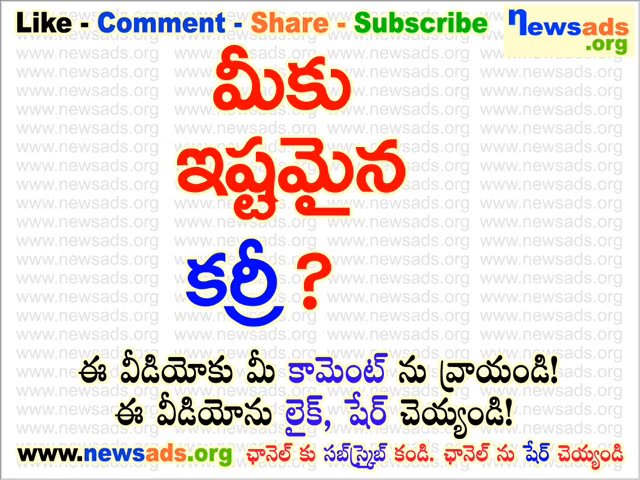 Like - Comment - Share - Subscribe
newsads
.org
మీకు
ఇష్టమైన
కర్రీ ?
ఈ వీడియోకు మీ కామెంట్ ను వ్రాయండి!
ఈ వీడియోను లైక్, షేర్ చెయ్యండి!
www.newsads.org ఛానెల్ కు సబ్‌స్క్రైబ్ కండి. ఛానెల్ ను షేర్ చెయ్యండి